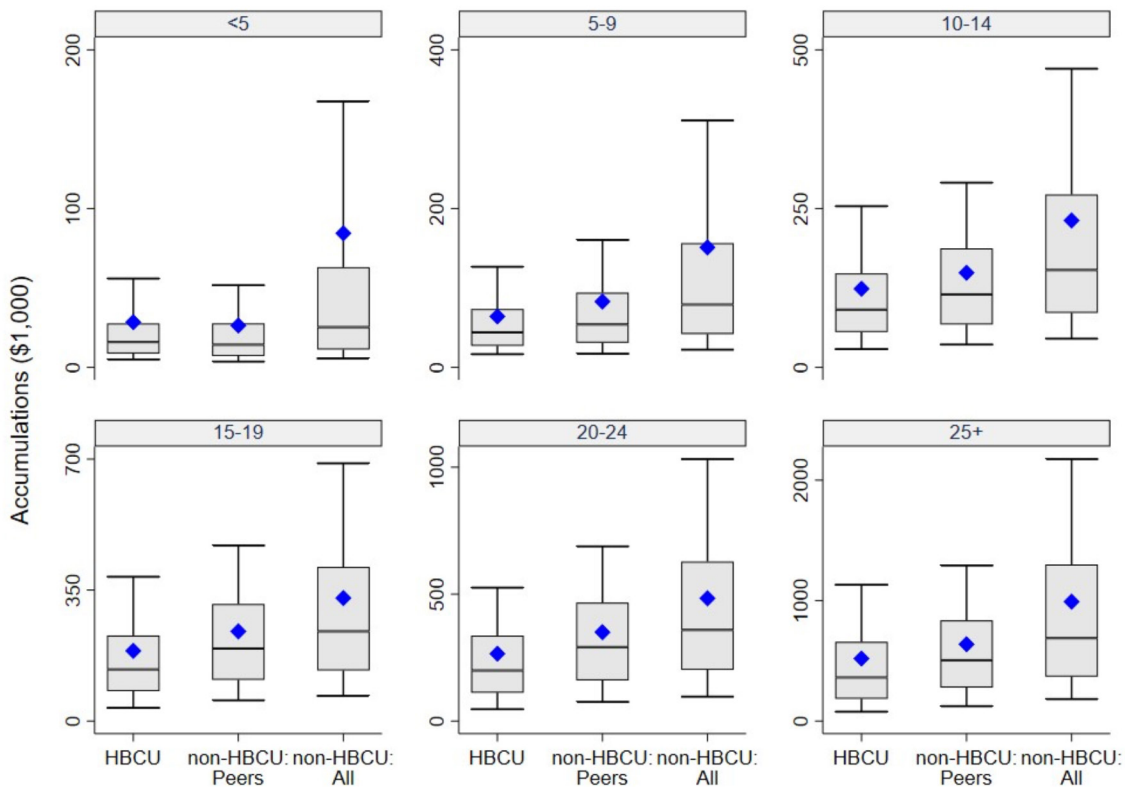 <5
5-9
10-14
200
100
0
400
200
0
500
250
0
Accumulations ($1,000)
15-19
20-24
25+
700
350
0
1000
500
0
2000
1000
0
HBCU
non-HBCU:
Peers
non-HBCU:
All
HBCU
non-HBCU:
Peers
non-HBCU:
All
HBCU
non-HBCU:
Peers
non-HBCU:
All